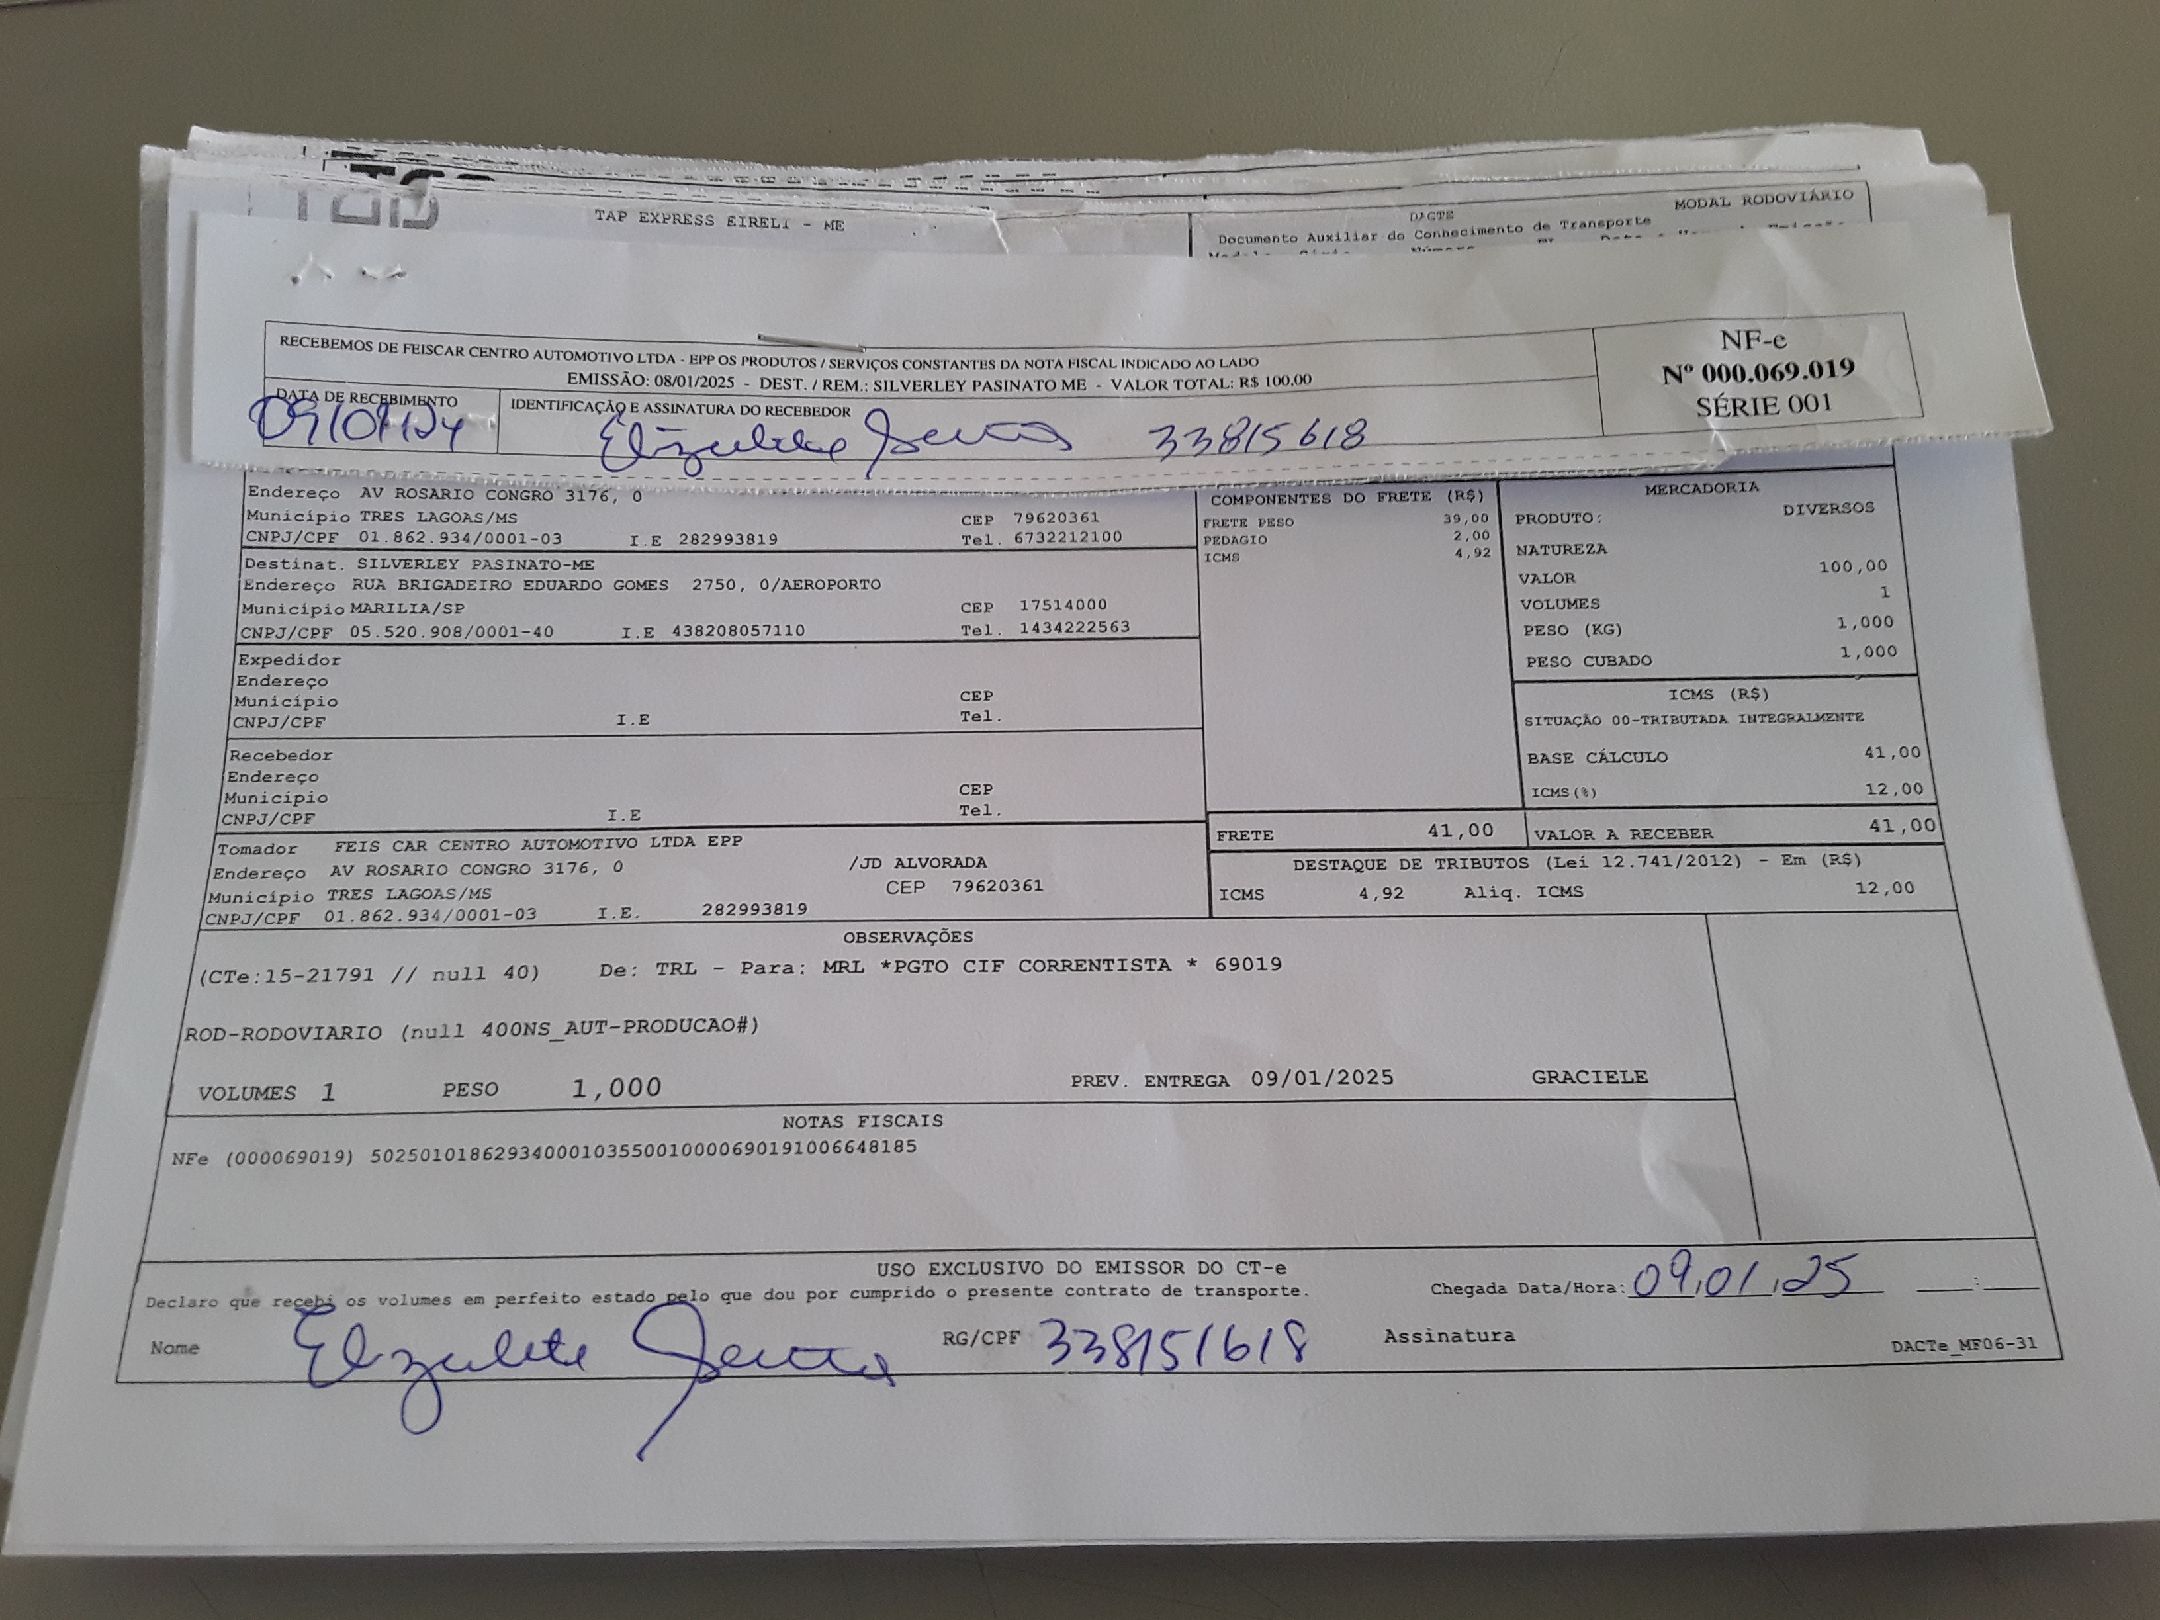 TAP EXPRESS EIRELI - ME
DACTE
MODAL RODOVIÁRIO
Documento Auxiliar do Conhecimento de Transporte
RECEBEMOS DE FEISCAR CENTRO AUTOMOTIVO LTDA - EPP OS PRODUTOS / SERVIÇOS CONSTANTES DA NOTA FISCAL INDICADO AO LADO
EMISSÃO: 08/01/2025 - DEST. / REM.: SILVERLEY PASINATO ME - VALOR TOTAL: R$ 100,00
NF-e
Nº 000.069.019
SÉRIE 001
DATA DE RECEBIMENTO
09/01/24
IDENTIFICAÇÃO E ASSINATURA DO RECEBEDOR
Elizabete 33815618
Endereço AV ROSARIO CONGRO 3176, 0
Município TRES LAGOAS/MS CEP 79620361
CNPJ/CPF 01.862.934/0001-03 I.E 282993819 Tel. 6732212100
Destinat. SILVERLEY PASINATO-ME
Endereço RUA BRIGADEIRO EDUARDO GOMES 2750, 0/AEROPORTO
Município MARILIA/SP CEP 17514000
CNPJ/CPF 05.520.908/0001-40 I.E 438208057110 Tel. 1434222563
Expedidor
Endereço
Município CEP
CNPJ/CPF I.E Tel.
Recebedor
Endereço
Município CEP
CNPJ/CPF I.E Tel.
Tomador FEIS CAR CENTRO AUTOMOTIVO LTDA EPP
Endereço AV ROSARIO CONGRO 3176, 0 /JD ALVORADA
Município TRES LAGOAS/MS CEP 79620361
CNPJ/CPF 01.862.934/0001-03 I.E. 282993819
COMPONENTES DO FRETE (R$)
FRETE PESO 39,00
PEDAGIO 2,00
ICMS 4,92
MERCADORIA
PRODUTO: DIVERSOS
NATUREZA
VALOR 100,00
VOLUMES 1
PESO (KG) 1,000
PESO CUBADO 1,000
ICMS (R$)
SITUAÇÃO 00-TRIBUTADA INTEGRALMENTE
BASE CÁLCULO 41,00
ICMS(%) 12,00
FRETE 41,00 VALOR A RECEBER 41,00
DESTAQUE DE TRIBUTOS (Lei 12.741/2012) - Em (R$)
ICMS 4,92 Aliq. ICMS 12,00
OBSERVAÇÕES
(CTe:15-21791 // null 40) De: TRL - Para: MRL *PGTO CIF CORRENTISTA * 69019
ROD-RODOVIARIO (null 400NS_AUT-PRODUCAO#)
VOLUMES 1 PESO 1,000 PREV. ENTREGA 09/01/2025 GRACIELE
NOTAS FISCAIS
NFe (000069019) 50250101862934000103550010000690191006648185
USO EXCLUSIVO DO EMISSOR DO CT-e
Declaro que recebi os volumes em perfeito estado pelo que dou por cumprido o presente contrato de transporte. Chegada Data/Hora: 09.01.25
Nome Elizabete RG/CPF 338151618 Assinatura
DACTe_MF06-31